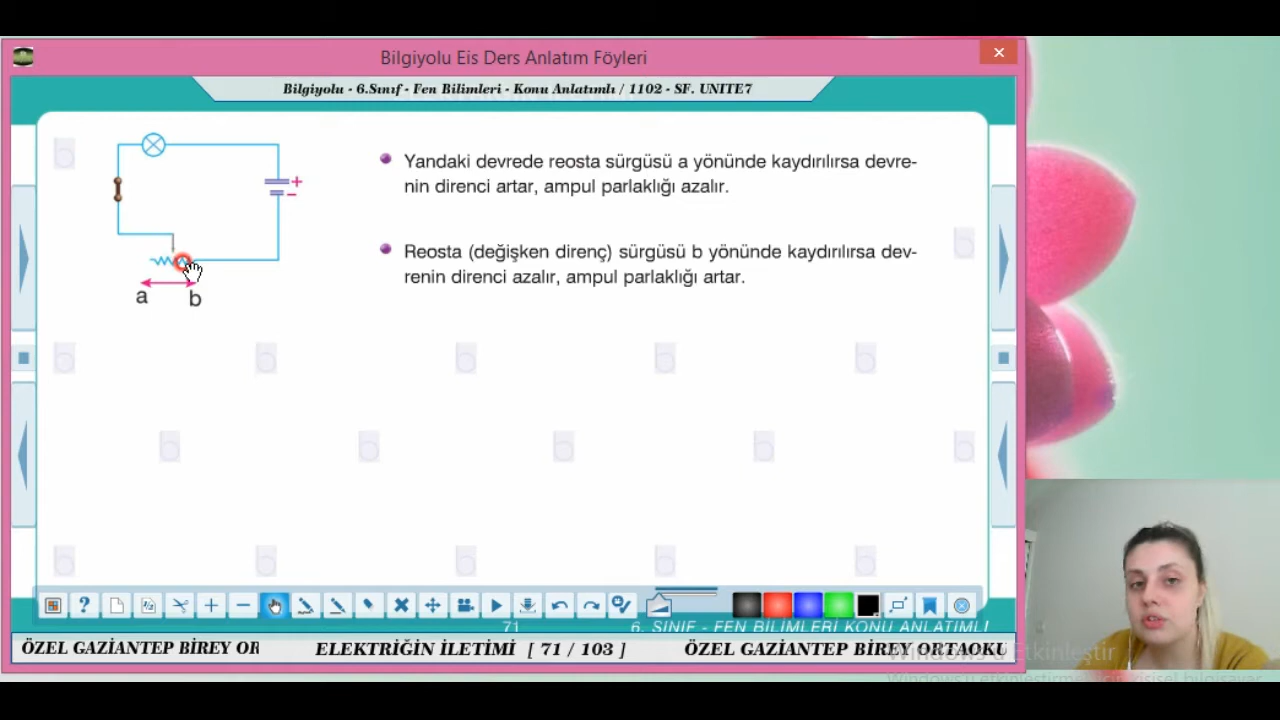 Bilgiyolu Eis Ders Anlatım Föyleri
Bilgiyolu - 6.Sınıf - Fen Bilimleri - Konu Anlatımlı / 1102 - SF. UNITE7
Yandaki devrede reosta sürgüsü a yönünde kaydırılırsa devre-
nin direnci artar, ampul parlaklığı azalır.
+
-
Reosta (değişken direnç) sürgüsü b yönünde kaydırılırsa dev-
renin direnci azalır, ampul parlaklığı artar.
a b
71 6. SINIF - FEN BİLİMLERİ KONU ANLATIMLI
ÖZEL GAZİANTEP BİREY OR ELEKTRİĞİN İLETİMİ [ 71 / 103 ] ÖZEL GAZİANTEP BİREY ORTAOKU
Windows'u Etkinleştir